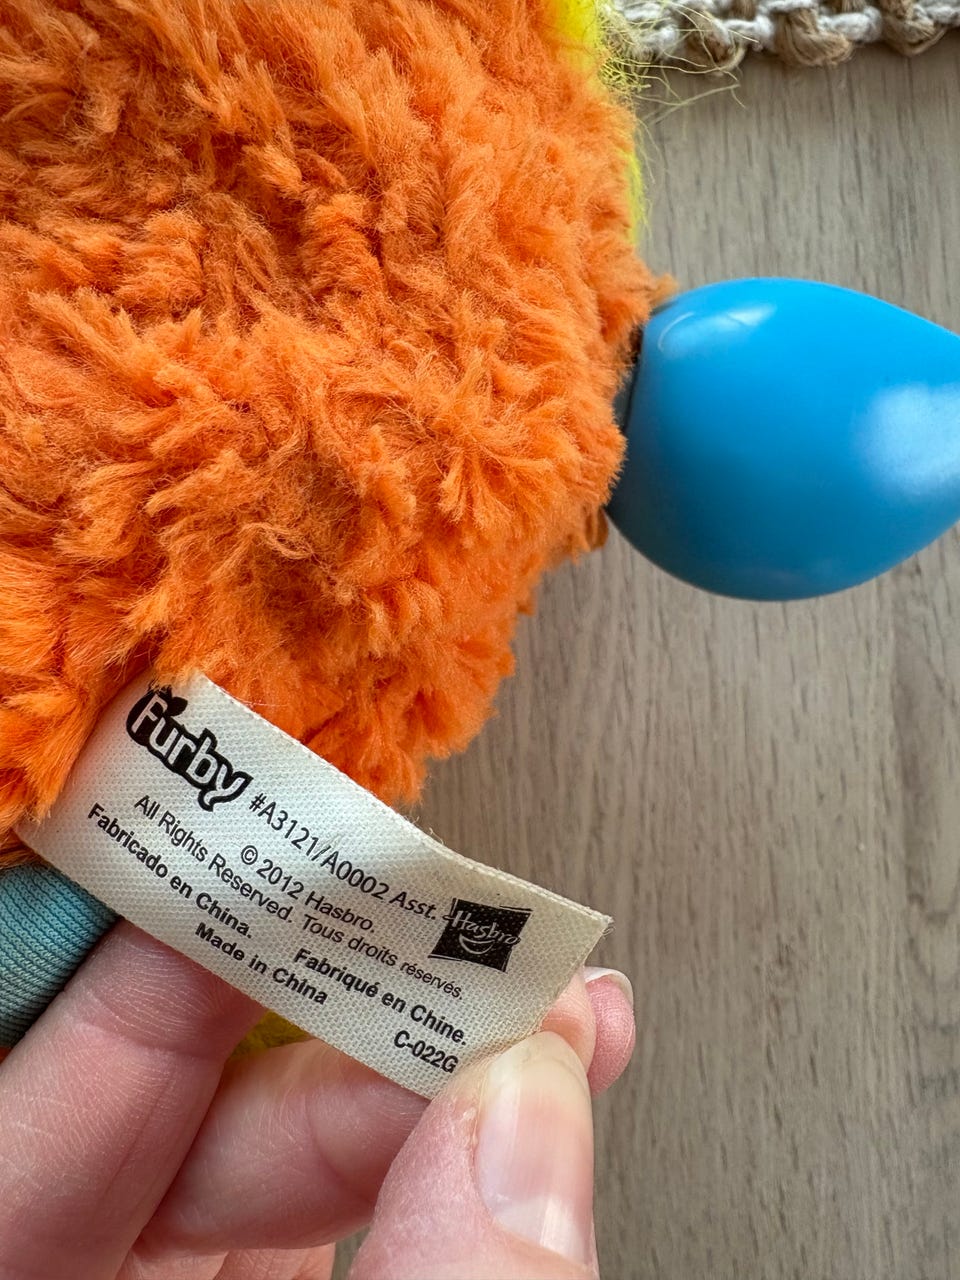 Furby #A3121/A0002 Asst.
© 2012 Hasbro.
All Rights Reserved. Tous droits réservés.
Fabricado en China. Fabriqué en Chine.
Made in China
C-022G
Hasbro